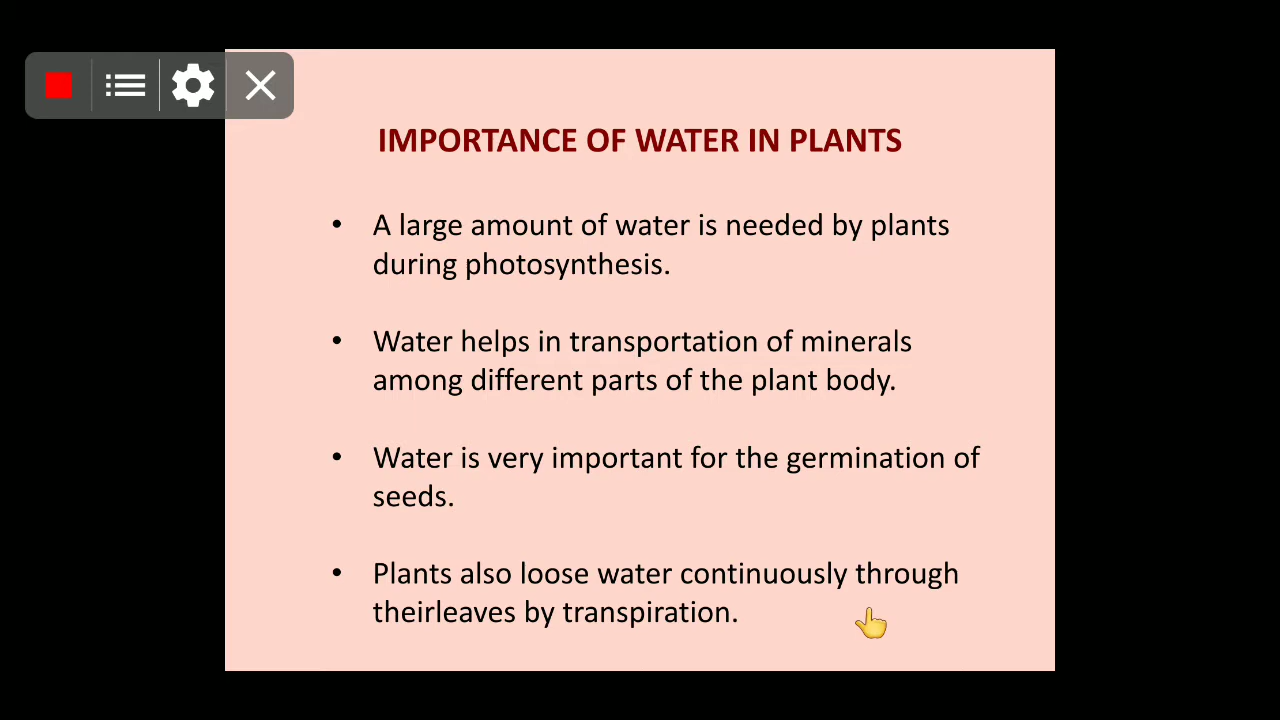 IMPORTANCE OF WATER IN PLANTS
• A large amount of water is needed by plants
during photosynthesis.
• Water helps in transportation of minerals
among different parts of the plant body.
• Water is very important for the germination of
seeds.
• Plants also loose water continuously through
theirleaves by transpiration.